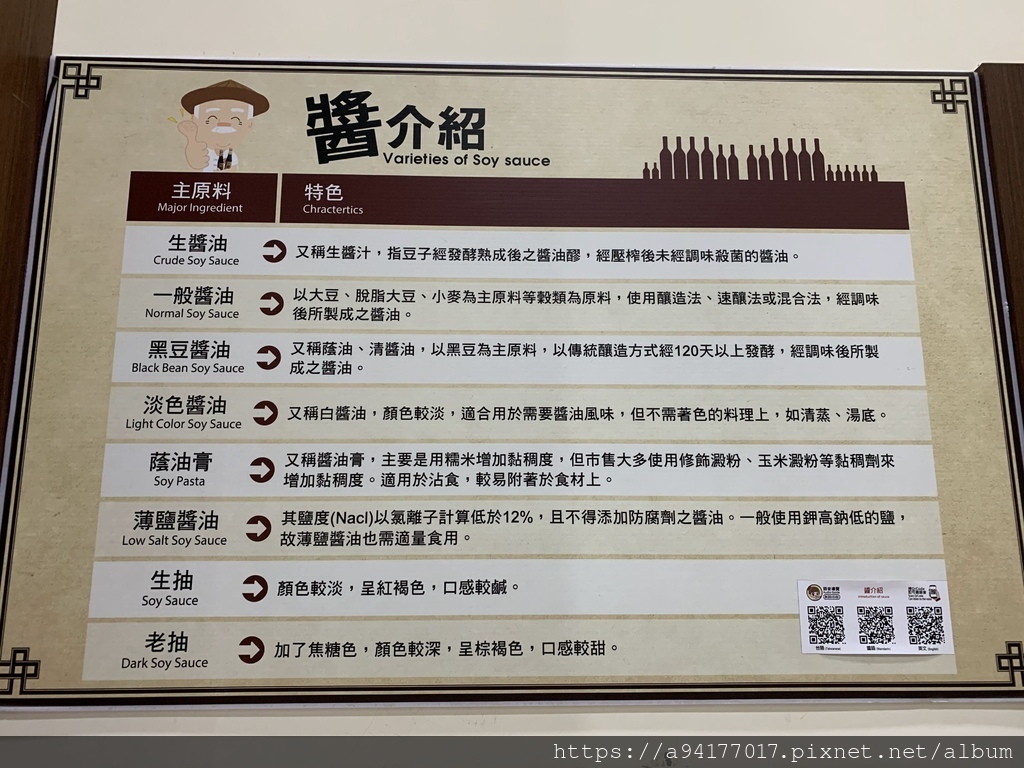 醬介紹
Varieties of Soy sauce
主原料
Major Ingredient
特色
Chractertics
生醬油
Crude Soy Sauce
又稱生醬汁，指豆子經發酵熟成後之醬油醪，經壓榨後未經調味殺菌的醬油。
一般醬油
Normal Soy Sauce
以大豆、脫脂大豆、小麥為主原料等穀類為原料，使用釀造法、速釀法或混合法，經調味
後所製成之醬油。
黑豆醬油
Black Bean Soy Sauce
又稱蔭油、清醬油，以黑豆為主原料，以傳統釀造方式經120天以上發酵，經調味後所製
成之醬油。
淡色醬油
Light Color Soy Sauce
又稱白醬油，顏色較淡，適合用於需要醬油風味，但不需著色的料理上，如清蒸、湯底。
蔭油膏
Soy Pasta
又稱醬油膏，主要是用糯米增加黏稠度，但市售大多使用修飾澱粉、玉米澱粉等黏稠劑來
增加黏稠度。適用於沾食，較易附著於食材上。
薄鹽醬油
Low Salt Soy Sauce
其鹽度(Nacl)以氯離子計算低於12%，且不得添加防腐劑之醬油。一般使用鉀高鈉低的鹽，
故薄鹽醬油也需適量食用。
生抽
Soy Sauce
顏色較淡，呈紅褐色，口感較鹹。
老抽
Dark Soy Sauce
加了焦糖色，顏色較深，呈棕褐色，口感較甜。
醬介紹
台語 (Taiwanese)
國語 (Mandarin)
英文 (English)
https://a94177017.pixnet.net/album